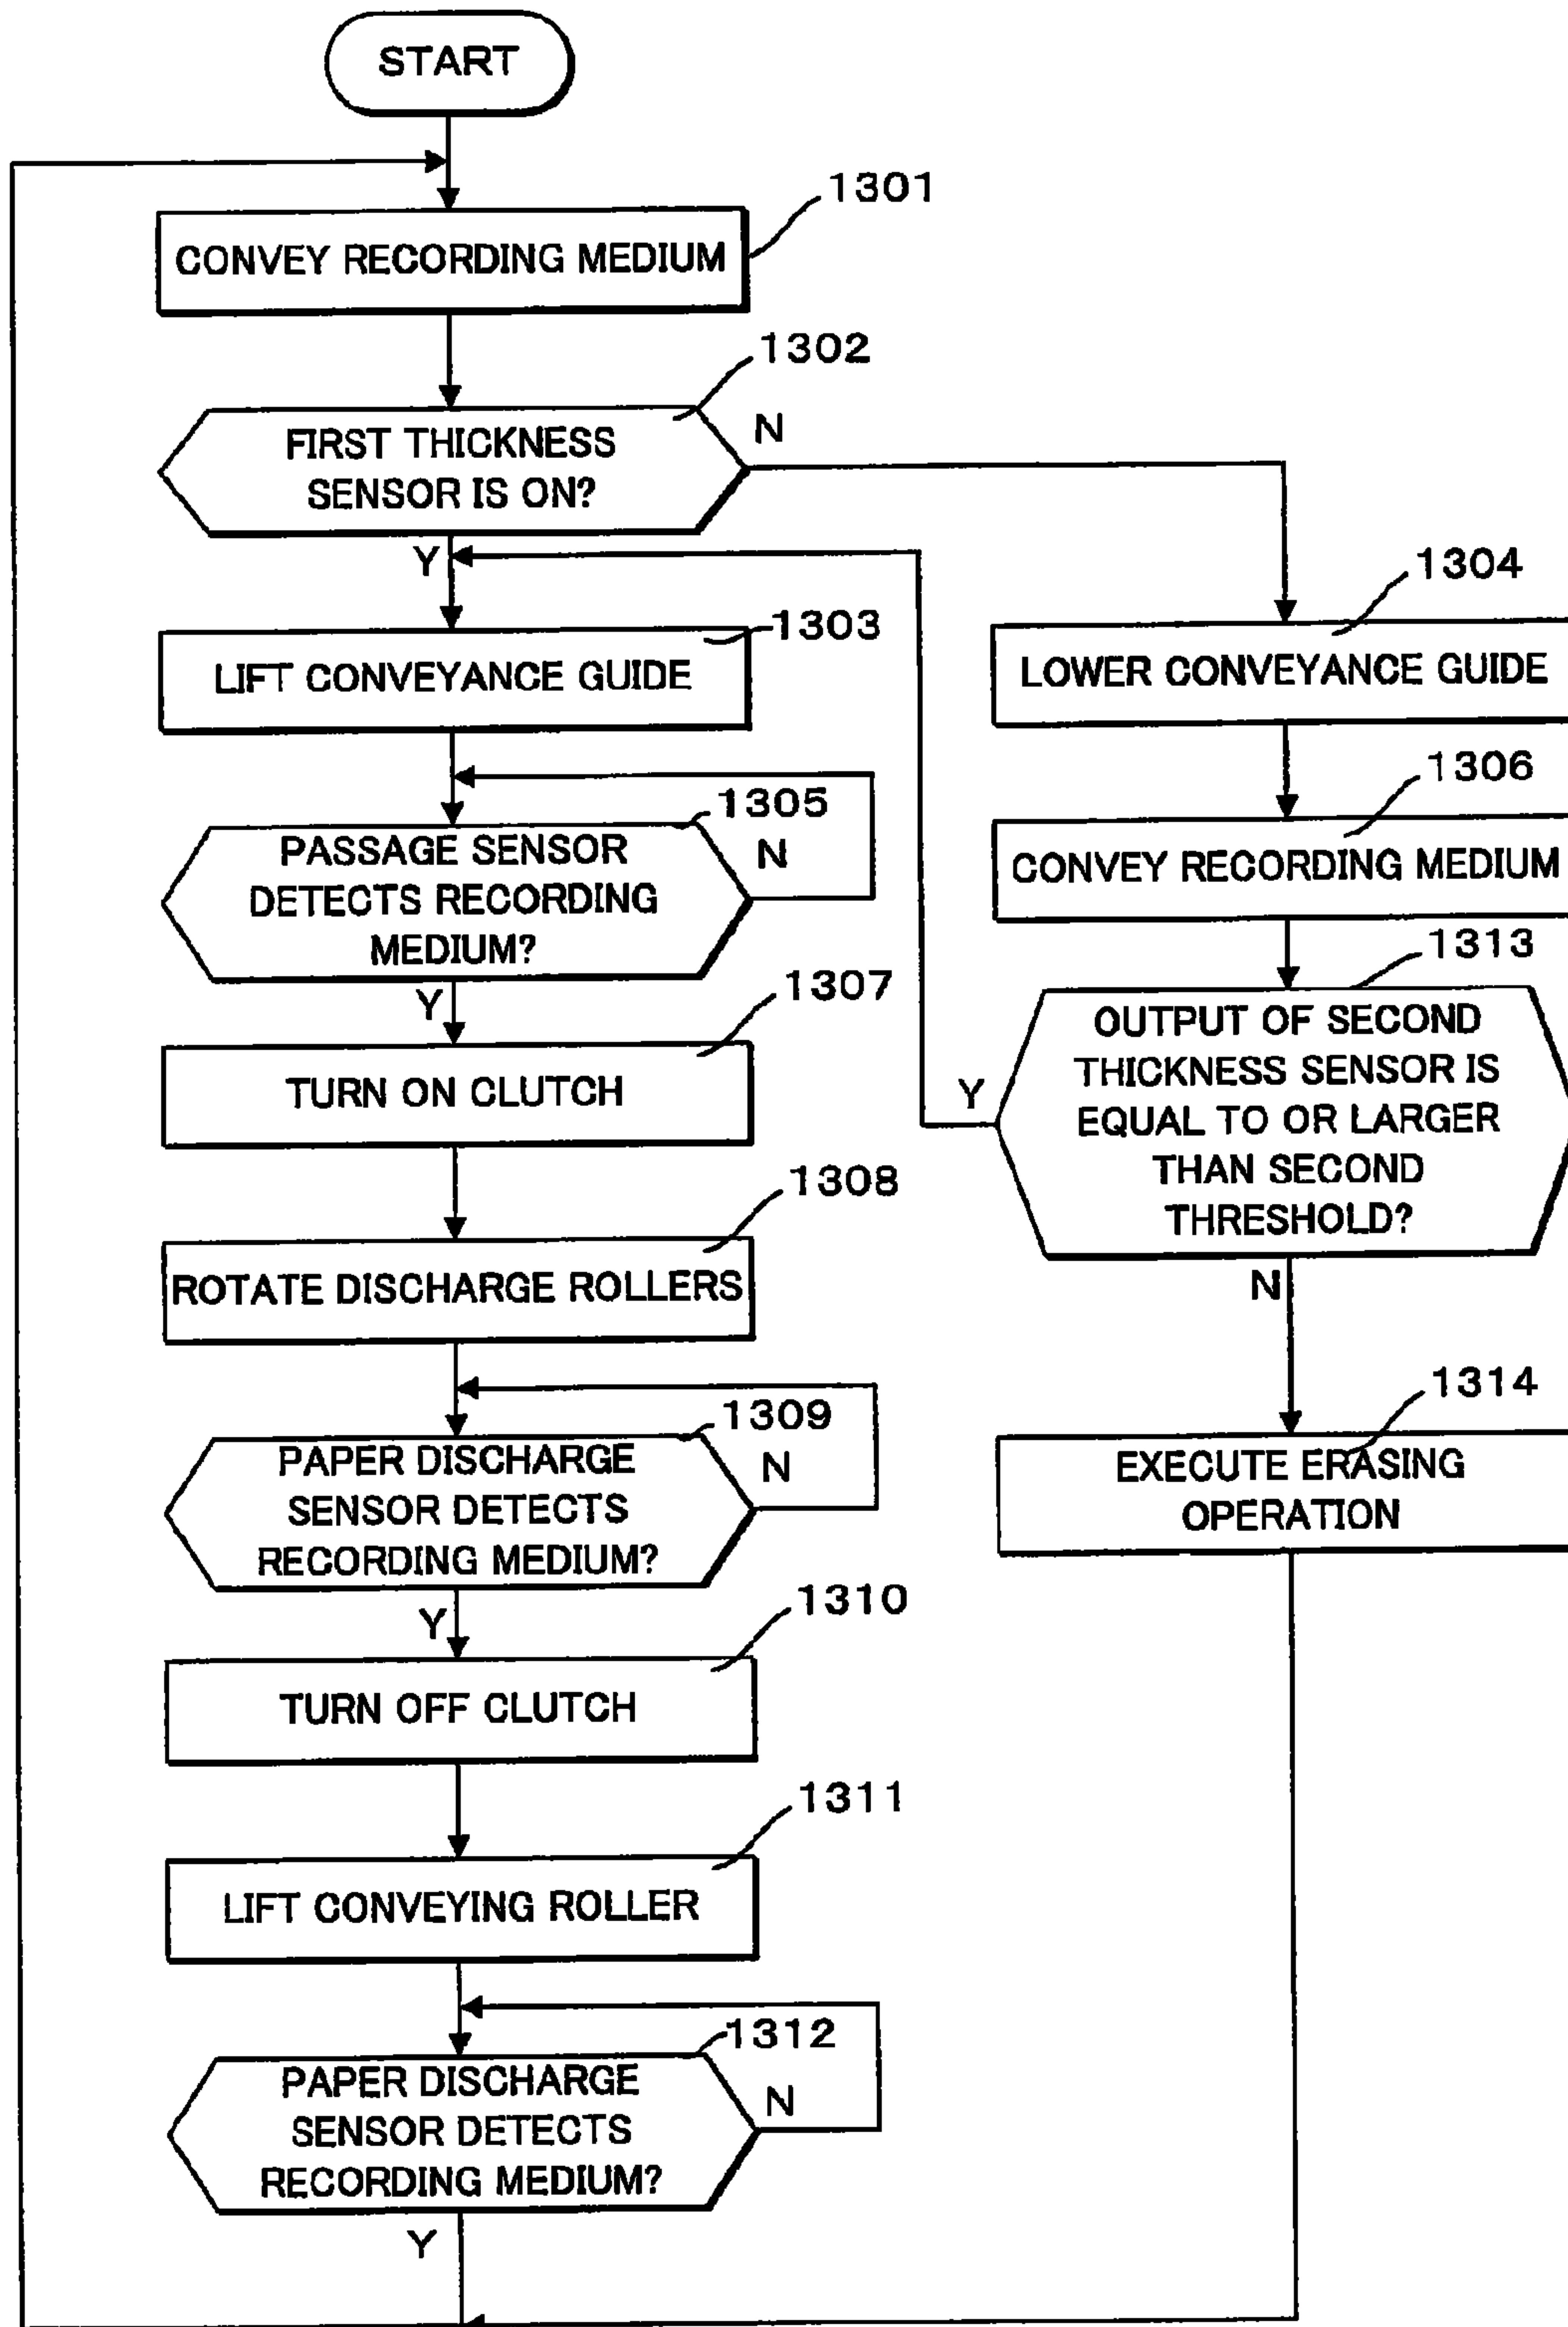 START
1301
CONVEY RECORDING MEDIUM
1302
FIRST THICKNESS
SENSOR IS ON?
N
Y
1303
LIFT CONVEYANCE GUIDE
1304
LOWER CONVEYANCE GUIDE
1305
PASSAGE SENSOR
DETECTS RECORDING
MEDIUM?
N
Y
1306
CONVEY RECORDING MEDIUM
1307
TURN ON CLUTCH
1313
OUTPUT OF SECOND
THICKNESS SENSOR IS
EQUAL TO OR LARGER
THAN SECOND
THRESHOLD?
Y
N
1308
ROTATE DISCHARGE ROLLERS
1309
PAPER DISCHARGE
SENSOR DETECTS
RECORDING MEDIUM?
N
Y
1314
EXECUTE ERASING
OPERATION
1310
TURN OFF CLUTCH
1311
LIFT CONVEYING ROLLER
1312
PAPER DISCHARGE
SENSOR DETECTS
RECORDING MEDIUM?
N
Y